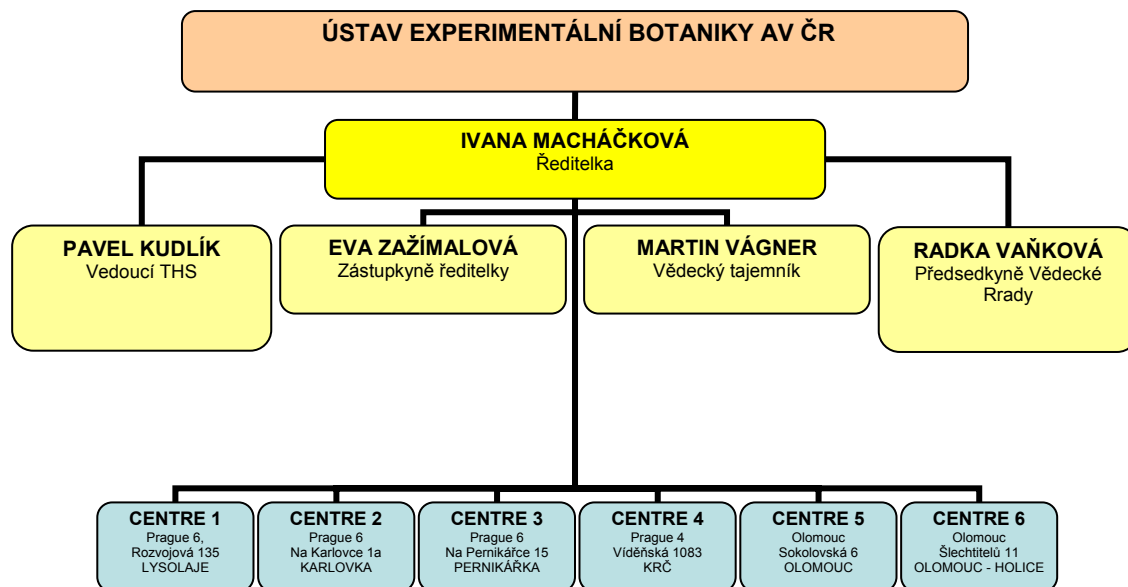 ÚSTAV EXPERIMENTÁLNÍ BOTANIKY AV ČR
IVANA MACHÁČKOVÁ
Ředitelka
PAVEL KUDLÍK
Vedoucí THS
EVA ZAŽÍMALOVÁ
Zástupkyně ředitelky
MARTIN VÁGNER
Vědecký tajemník
RADKA VAŇKOVÁ
Předsedkyně Vědecké
Rrady
CENTRE 1
Prague 6,
Rozvojová 135
LYSOLAJE
CENTRE 2
Prague 6
Na Karlovce 1a
KARLOVKA
CENTRE 3
Prague 6
Na Pernikářce 15
PERNIKÁŘKA
CENTRE 4
Prague 4
Víděňská 1083
KRČ
CENTRE 5
Olomouc
Sokolovská 6
OLOMOUC
CENTRE 6
Olomouc
Šlechtitelů 11
OLOMOUC - HOLICE